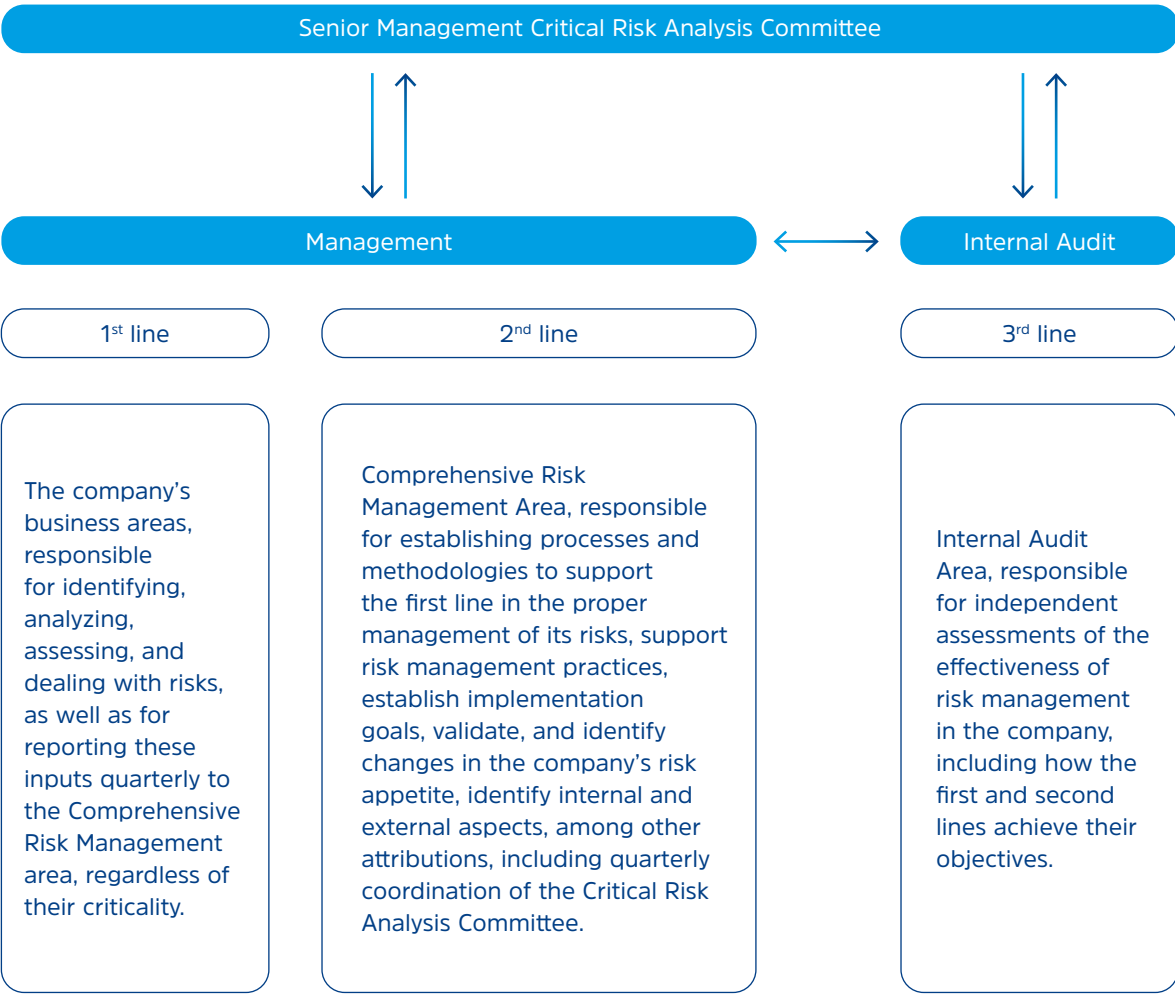 Senior Management Critical Risk Analysis Committee
Management
Internal Audit
1st line
2nd line
3rd line
The company's
business areas,
responsible
for identifying,
analyzing,
assessing, and
dealing with risks,
as well as for
reporting these
inputs quarterly to
the Comprehensive
Risk Management
area, regardless of
their criticality.
Comprehensive Risk
Management Area, responsible
for establishing processes and
methodologies to support
the first line in the proper
management of its risks, support
risk management practices,
establish implementation
goals, validate, and identify
changes in the company's risk
appetite, identify internal and
external aspects, among other
attributions, including quarterly
coordination of the Critical Risk
Analysis Committee.
Internal Audit
Area, responsible
for independent
assessments of the
effectiveness of
risk management
in the company,
including how the
first and second
lines achieve their
objectives.